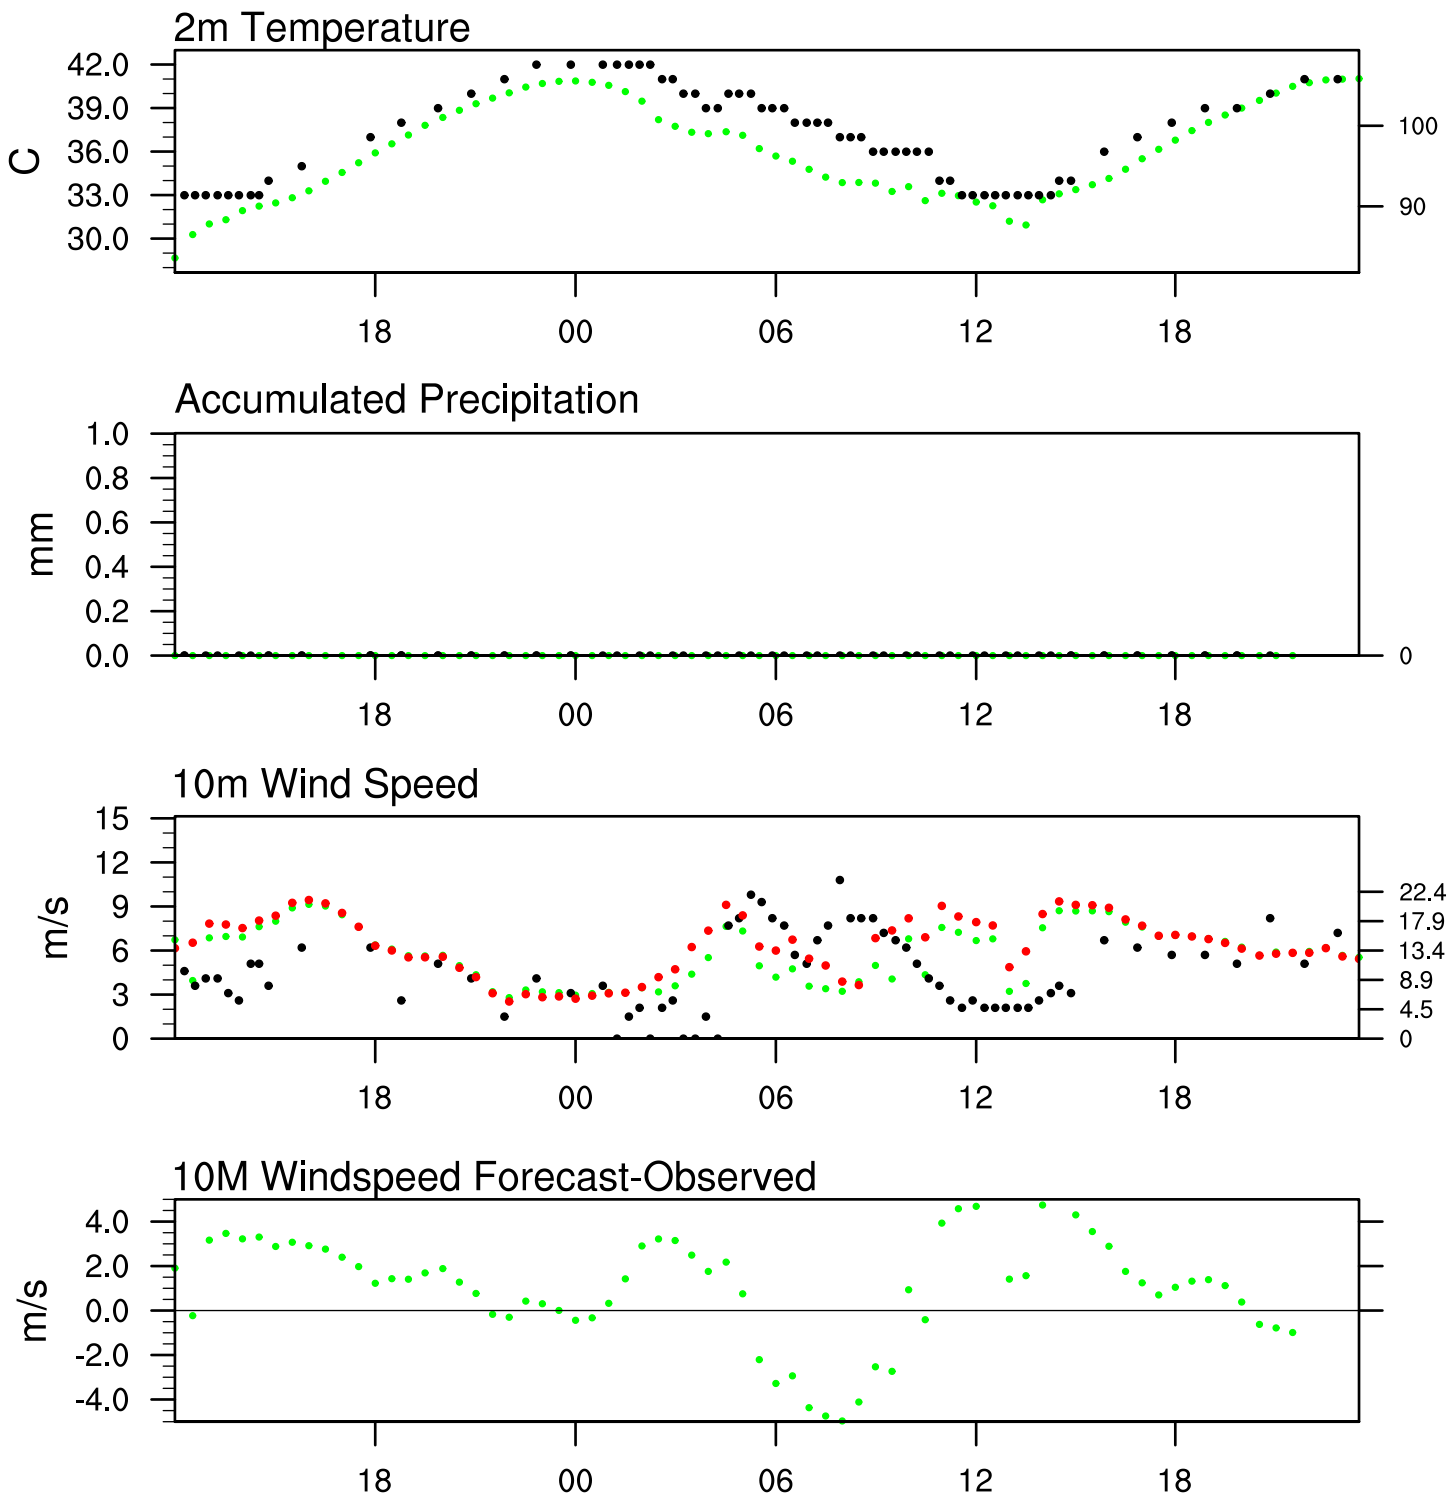 2m Temperature
42.0
39.0
36.0
33.0
30.0
C
100
90
18 00 06 12 18
Accumulated Precipitation
1.0
0.8
0.6
0.4
0.2
0.0
mm
0
18 00 06 12 18
10m Wind Speed
15
12
9
6
3
0
m/s
22.4
17.9
13.4
8.9
4.5
0
18 00 06 12 18
10M Windspeed Forecast-Observed
4.0
2.0
0.0
-2.0
-4.0
m/s
18 00 06 12 18